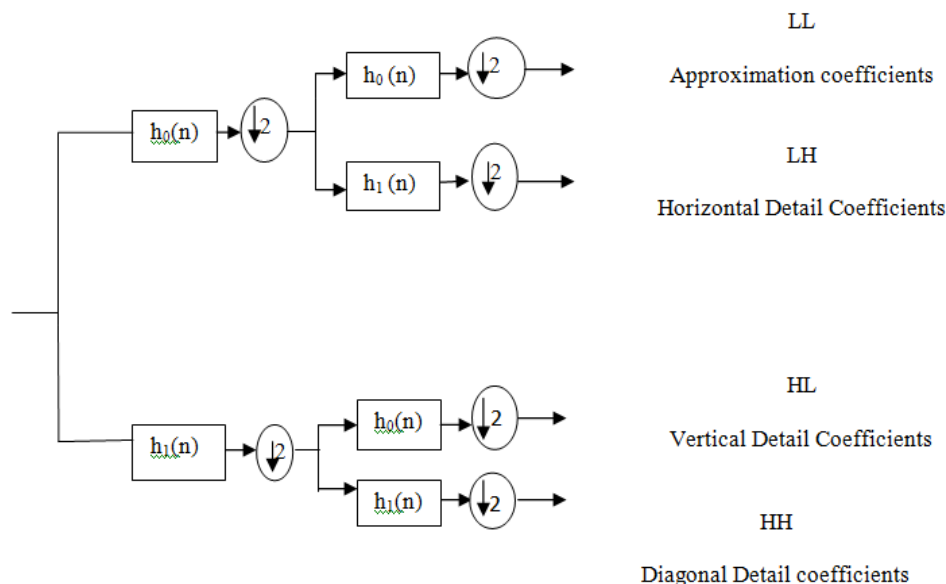 LL
h₀ (n)
↓2
Approximation coefficients
h₀(n)
↓2
LH
h₁ (n)
↓2
Horizontal Detail Coefficients
HL
h₀(n)
↓2
Vertical Detail Coefficients
h₁(n)
↓2
h₁(n)
↓2
HH
Diagonal Detail coefficients